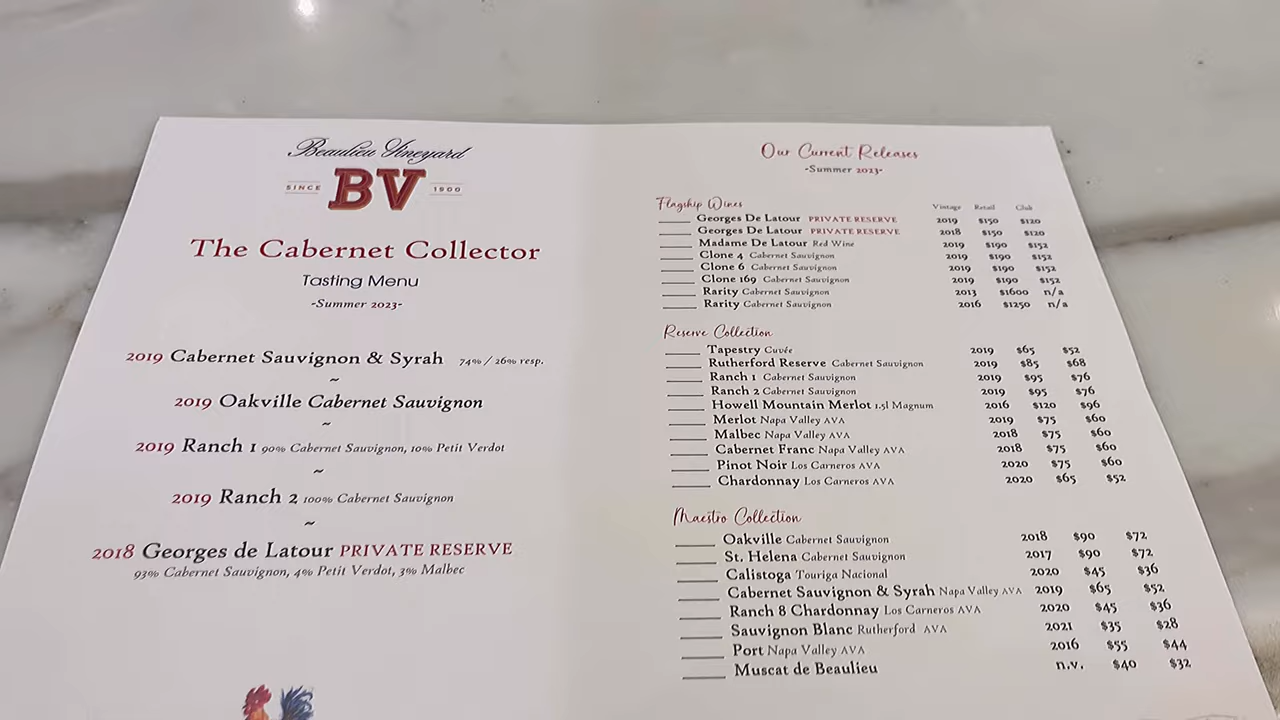 Beaulieu Vineyard
SINCE BV 1900
The Cabernet Collector
Tasting Menu
-Summer 2023-
2019 Cabernet Sauvignon & Syrah 74% / 26% resp.
~
2019 Oakville Cabernet Sauvignon
~
2019 Ranch 1 90% Cabernet Sauvignon, 10% Petit Verdot
~
2019 Ranch 2 100% Cabernet Sauvignon
~
2018 Georges de Latour PRIVATE RESERVE
93% Cabernet Sauvignon, 4% Petit Verdot, 3% Malbec
Our Current Releases
-Summer 2023-
Flagship Wines Vintage Retail Club
Georges De Latour PRIVATE RESERVE 2019 $150 $120
Georges De Latour PRIVATE RESERVE 2018 $150 $120
Madame De Latour Red Wine 2019 $190 $152
Clone 4 Cabernet Sauvignon 2019 $190 $152
Clone 6 Cabernet Sauvignon 2019 $190 $152
Clone 169 Cabernet Sauvignon 2019 $190 $152
Rarity Cabernet Sauvignon 2013 $1600 n/a
Rarity Cabernet Sauvignon 2016 $1250 n/a
Reserve Collection
Tapestry Cuvée 2019 $65 $52
Rutherford Reserve Cabernet Sauvignon 2019 $85 $68
Ranch 1 Cabernet Sauvignon 2019 $95 $76
Ranch 2 Cabernet Sauvignon 2019 $95 $76
Howell Mountain Merlot 1.5l Magnum 2016 $120 $96
Merlot Napa Valley AVA 2019 $75 $60
Malbec Napa Valley AVA 2018 $75 $60
Cabernet Franc Napa Valley AVA 2018 $75 $60
Pinot Noir Los Carneros AVA 2020 $75 $60
Chardonnay Los Carneros AVA 2020 $65 $52
Maestro Collection
Oakville Cabernet Sauvignon 2018 $90 $72
St. Helena Cabernet Sauvignon 2017 $90 $72
Calistoga Touriga Nacional 2020 $45 $36
Cabernet Sauvignon & Syrah Napa Valley AVA 2019 $65 $52
Ranch 8 Chardonnay Los Carneros AVA 2020 $45 $36
Sauvignon Blanc Rutherford AVA 2021 $35 $28
Port Napa Valley AVA 2016 $55 $44
Muscat de Beaulieu n.v. $40 $32